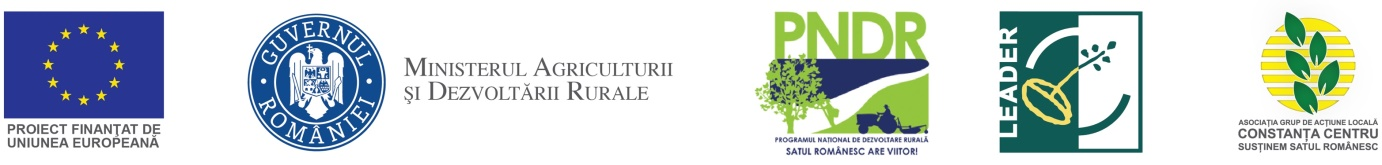 PROIECT FINANȚAT DE
UNIUNEA EUROPEANĂ
GUVERNUL
ROMÂNIEI
MINISTERUL AGRICULTURII
ŞI DEZVOLTĂRII RURALE
PNDR
PROGRAMUL NAȚIONAL DE DEZVOLTARE RURALĂ
SATUL ROMÂNESC ARE VIITOR!
LEADER
ASOCIAȚIA GRUP DE ACȚIUNE LOCALĂ
CONSTANȚA CENTRU
SUSȚINEM SATUL ROMÂNESC